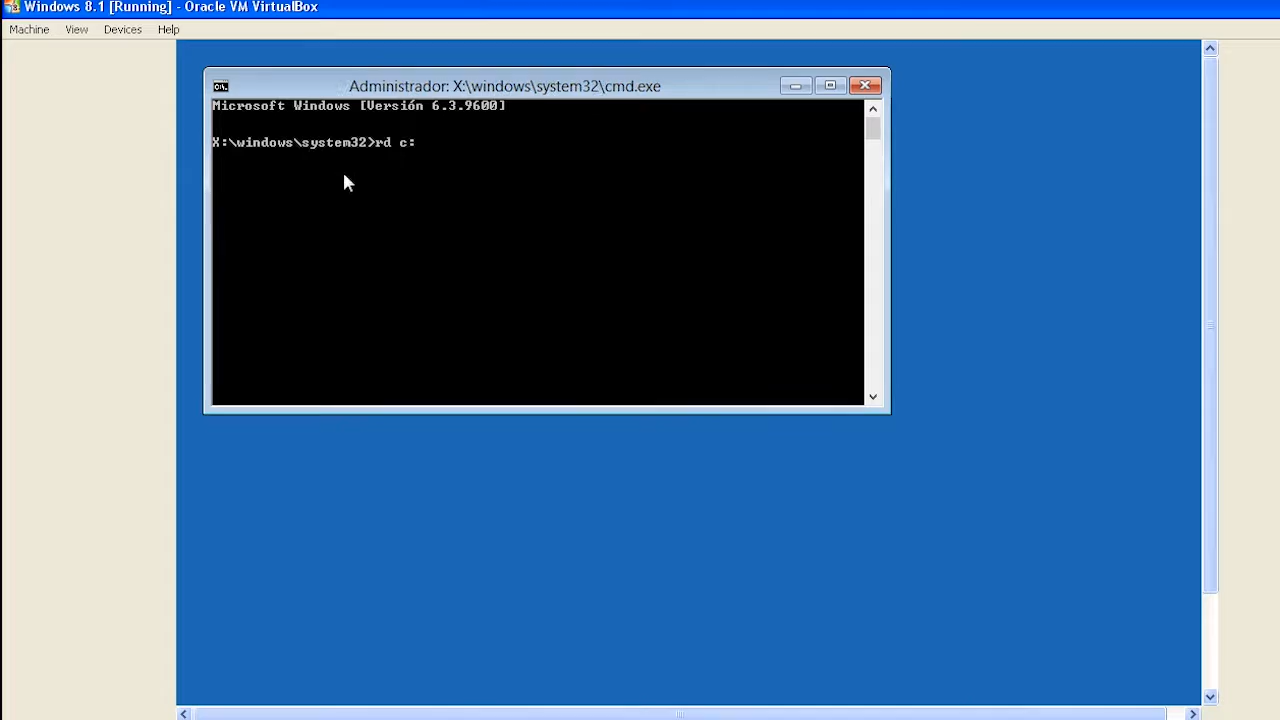 Windows 8.1 [Running] - Oracle VM VirtualBox
Machine View Devices Help
Administrador: X:\windows\system32\cmd.exe
Microsoft Windows [Versión 6.3.9600]
X:\windows\system32>rd c: